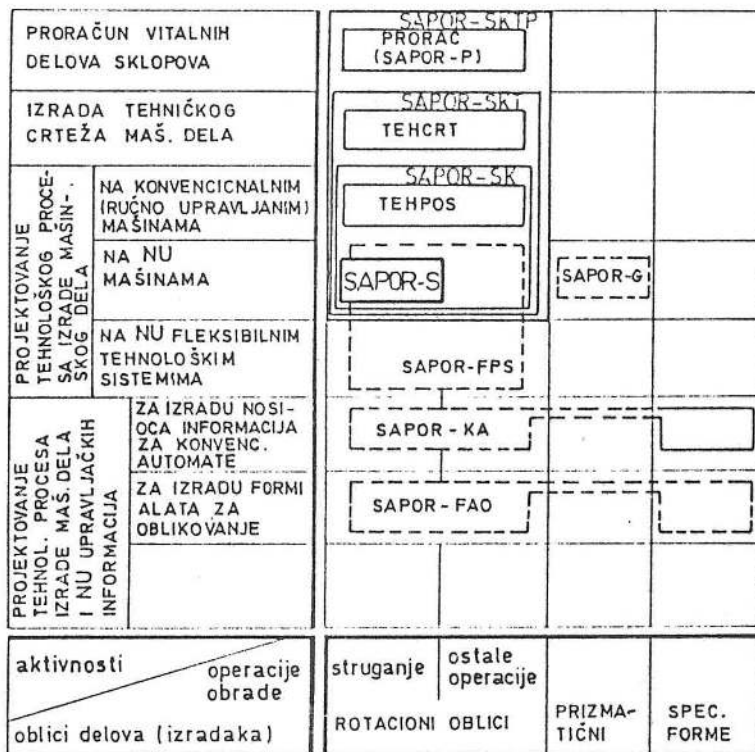 PRORAČUN VITALNIH
DELOVA SKLOPOVA
SAPOR-SKTP
PRORAČ
(SAPOR-P)
IZRADA TEHNIČKOG
CRTEŽA MAŠ. DELA
SAPOR-SKT
TEHCRT
PROJEKTOVANJE
TEHNOLOŠKOG PROCE-
SA IZRADE MAŠIN-
SKOG DELA
NA KONVENCICNALNIM
(RUČNO UPRAVLJANIM)
MAŠINAMA
SAPOR-SK
TEHPOS
NA NU
MAŠINAMA
SAPOR-S
SAPOR-G
NA NU FLEKSIBILNIM
TEHNOLOŠKIM
SISTEMIMA
SAPOR-FPS
PROJEKTOVANJE
TEHNOL. PROCESA
IZRADE MAŠ. DELA
I NU UPRAVLJAČKIH
INFORMACIJA
ZA IZRADU NOSI-
OCA INFORMACIJA
ZA KONVENC.
AUTOMATE
SAPOR - KA
ZA IZRADU FORMI
ALATA ZA
OBLIKOVANJE
SAPOR - FAO
aktivnosti
operacije
obrade
oblici delova (izradaka)
struganje
ostale
operacije
ROTACIONI OBLICI
PRIZMA-
TIČNI
SPEC.
FORME